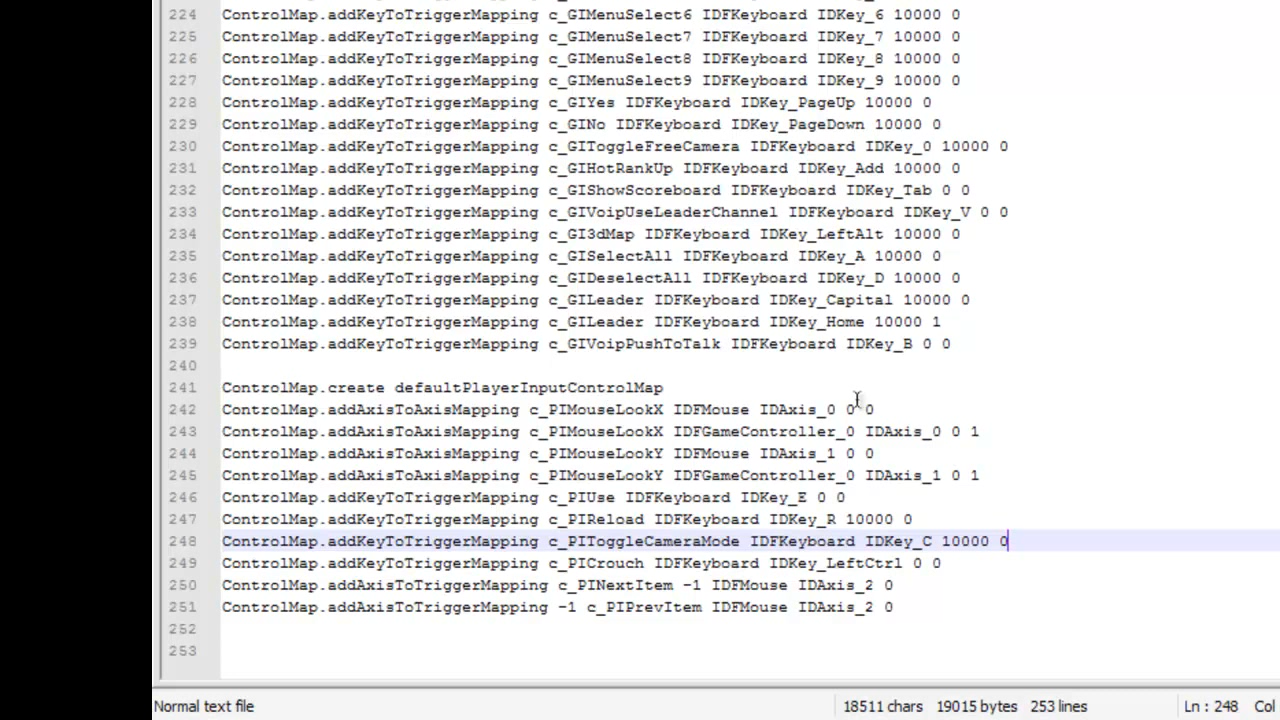 224 ControlMap.addKeyToTriggerMapping c_GIMenuSelect6 IDFKeyboard IDKey_6 10000 0
225 ControlMap.addKeyToTriggerMapping c_GIMenuSelect7 IDFKeyboard IDKey_7 10000 0
226 ControlMap.addKeyToTriggerMapping c_GIMenuSelect8 IDFKeyboard IDKey_8 10000 0
227 ControlMap.addKeyToTriggerMapping c_GIMenuSelect9 IDFKeyboard IDKey_9 10000 0
228 ControlMap.addKeyToTriggerMapping c_GIYes IDFKeyboard IDKey_PageUp 10000 0
229 ControlMap.addKeyToTriggerMapping c_GINo IDFKeyboard IDKey_PageDown 10000 0
230 ControlMap.addKeyToTriggerMapping c_GIToggleFreeCamera IDFKeyboard IDKey_0 10000 0
231 ControlMap.addKeyToTriggerMapping c_GIHotRankUp IDFKeyboard IDKey_Add 10000 0
232 ControlMap.addKeyToTriggerMapping c_GIShowScoreboard IDFKeyboard IDKey_Tab 0 0
233 ControlMap.addKeyToTriggerMapping c_GIVoipUseLeaderChannel IDFKeyboard IDKey_V 0 0
234 ControlMap.addKeyToTriggerMapping c_GI3dMap IDFKeyboard IDKey_LeftAlt 10000 0
235 ControlMap.addKeyToTriggerMapping c_GISelectAll IDFKeyboard IDKey_A 10000 0
236 ControlMap.addKeyToTriggerMapping c_GIDeselectAll IDFKeyboard IDKey_D 10000 0
237 ControlMap.addKeyToTriggerMapping c_GILeader IDFKeyboard IDKey_Capital 10000 0
238 ControlMap.addKeyToTriggerMapping c_GILeader IDFKeyboard IDKey_Home 10000 1
239 ControlMap.addKeyToTriggerMapping c_GIVoipPushToTalk IDFKeyboard IDKey_B 0 0
240
241 ControlMap.create defaultPlayerInputControlMap
242 ControlMap.addAxisToAxisMapping c_PIMouseLookX IDFMouse IDAxis_0 0 0
243 ControlMap.addAxisToAxisMapping c_PIMouseLookX IDFGameController_0 IDAxis_0 0 1
244 ControlMap.addAxisToAxisMapping c_PIMouseLookY IDFMouse IDAxis_1 0 0
245 ControlMap.addAxisToAxisMapping c_PIMouseLookY IDFGameController_0 IDAxis_1 0 1
246 ControlMap.addKeyToTriggerMapping c_PIUse IDFKeyboard IDKey_E 0 0
247 ControlMap.addKeyToTriggerMapping c_PIReload IDFKeyboard IDKey_R 10000 0
248 ControlMap.addKeyToTriggerMapping c_PIToggleCameraMode IDFKeyboard IDKey_C 10000 0
249 ControlMap.addKeyToTriggerMapping c_PICrouch IDFKeyboard IDKey_LeftCtrl 0 0
250 ControlMap.addAxisToTriggerMapping c_PINextItem -1 IDFMouse IDAxis_2 0
251 ControlMap.addAxisToTriggerMapping -1 c_PIPrevItem IDFMouse IDAxis_2 0
252
253
Normal text file 18511 chars 19015 bytes 253 lines Ln : 248 Col